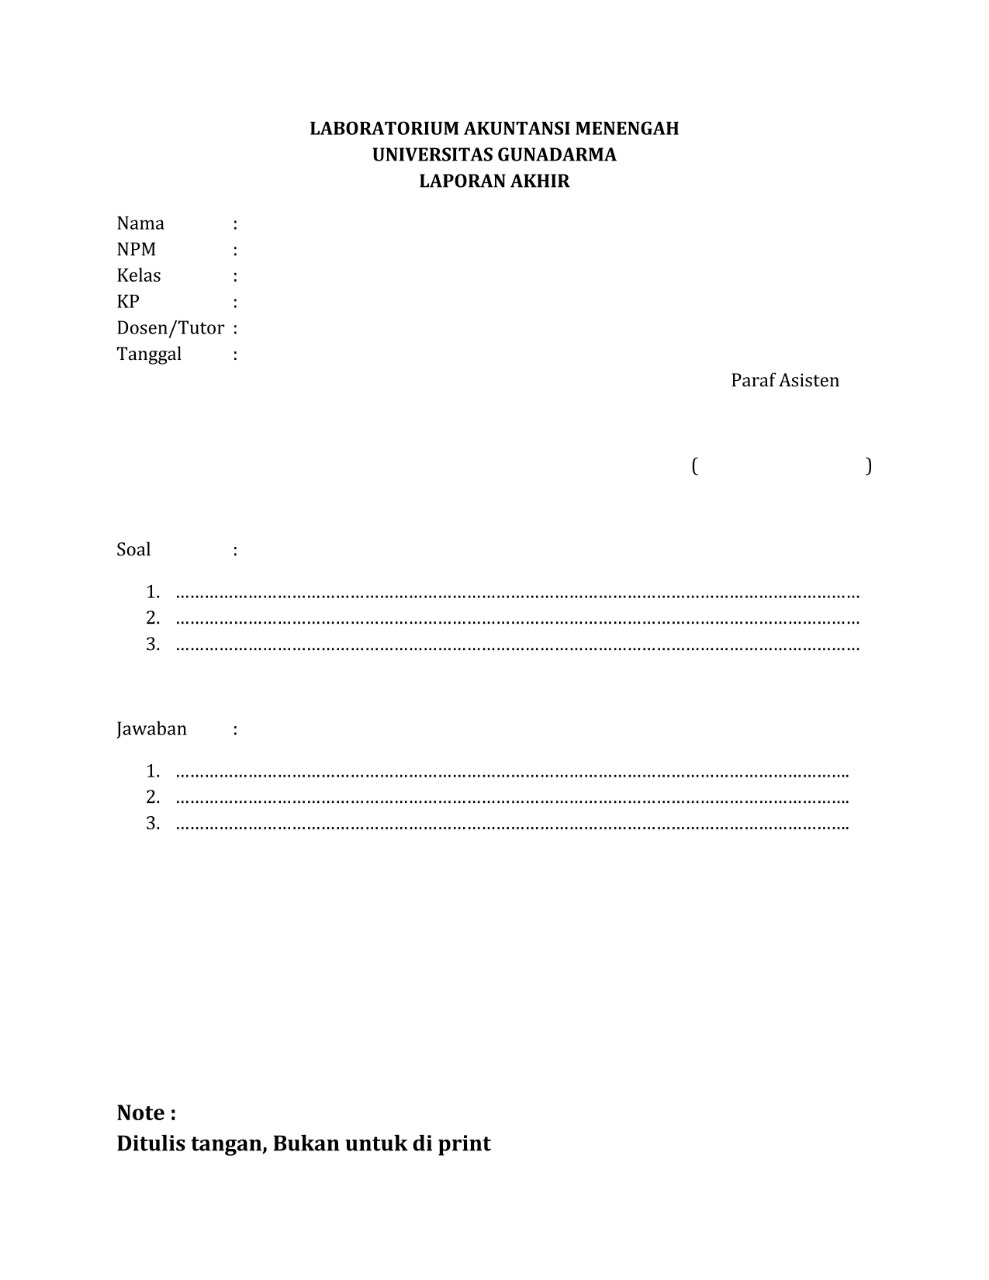 LABORATORIUM AKUNTANSI MENENGAH
UNIVERSITAS GUNADARMA
LAPORAN AKHIR
Nama :
NPM :
Kelas :
KP :
Dosen/Tutor :
Tanggal :
Paraf Asisten
( )
Soal :
1. ……………………………………………………………………………………………………………………………
2. ……………………………………………………………………………………………………………………………
3. ……………………………………………………………………………………………………………………………
Jawaban :
1. ………………………………………………………………………………………………………………………….
2. ………………………………………………………………………………………………………………………….
3. ………………………………………………………………………………………………………………………….
Note :
Ditulis tangan, Bukan untuk di print